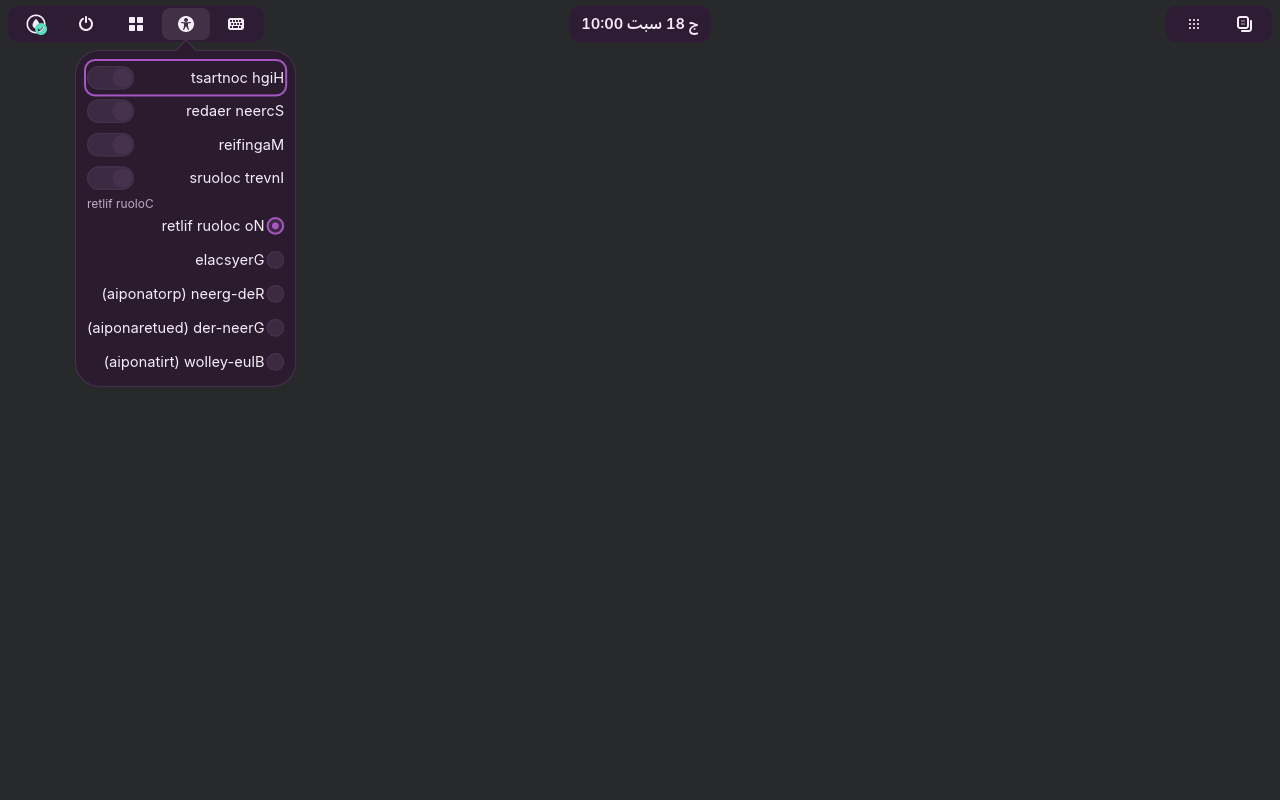 ج 18 سبت 10:00
tsartnoc hgiH
redaer neercS
reifingaM
sruoloc trevnI
retlif ruoloC
retlif ruoloc oN
elacsyerG
(aiponatorp) neerg-deR
(aiponaretued) der-neerG
(aiponatirt) wolley-eulB